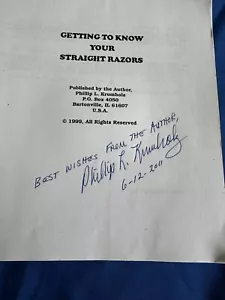 GETTING TO KNOW
YOUR
STRAIGHT RAZORS
Published by the Author,
Phillip L. Krumholz
P.O. Box 4050
Bartonville, IL 61607
U.S.A.
© 1999, All Rights Reserved
BEST WISHES FROM THE AUTHOR,
Phillip L. Krumholz
6-12-2011